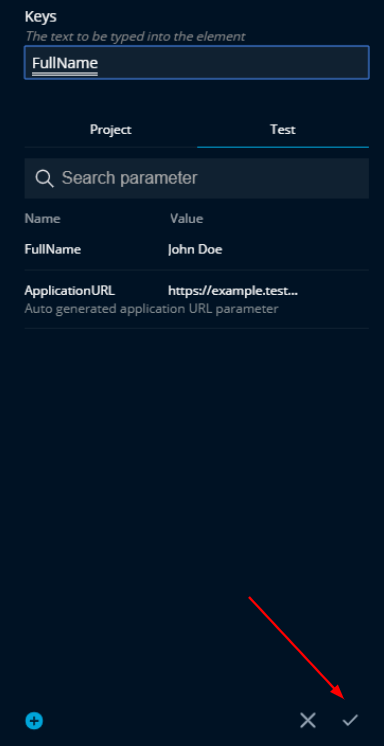 Keys
The text to be typed into the element
FullName
Project Test
Search parameter
Name Value
FullName John Doe
ApplicationURL https://example.test...
Auto generated application URL parameter